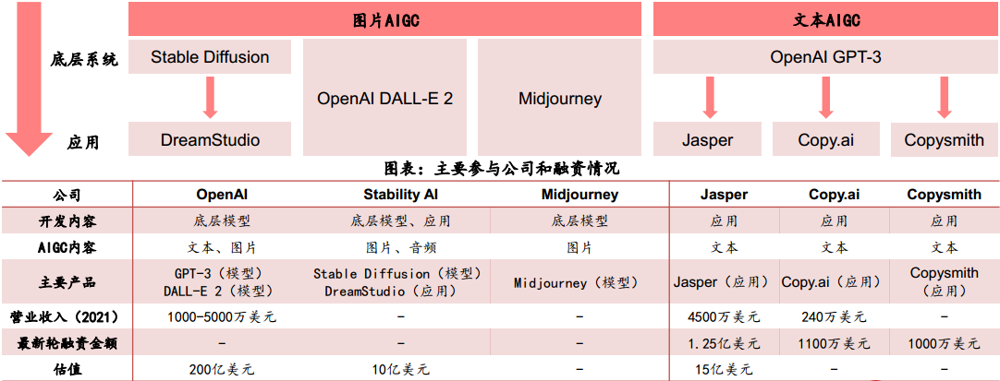 图片AIGC 文本AIGC
底层系统 Stable Diffusion OpenAI DALL-E 2 Midjourney OpenAI GPT-3
应用 DreamStudio Jasper Copy.ai Copysmith
图表：主要参与公司和融资情况
公司 OpenAI Stability AI Midjourney Jasper Copy.ai Copysmith
开发内容 底层模型 底层模型、应用 底层模型 应用 应用 应用
AIGC内容 文本、图片 图片、音频 图片 文本 文本 文本
主要产品 GPT-3（模型） DALL-E 2（模型） Stable Diffusion（模型） DreamStudio（应用） Midjourney（模型） Jasper（应用） Copy.ai（应用） Copysmith（应用）
营业收入（2021） 1000-5000万美元 - - 4500万美元 240万美元 -
最新轮融资金额 - - - 1.25亿美元 1100万美元 1000万美元
估值 200亿美元 10亿美元 - 15亿美元 - -